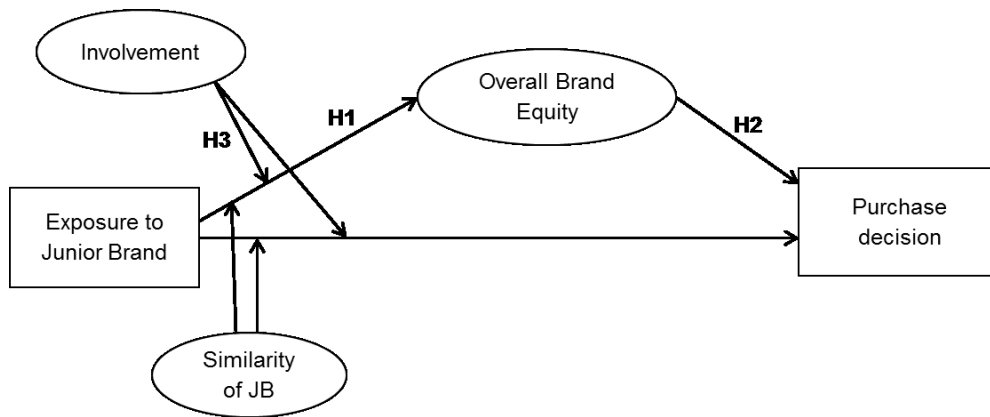 Involvement
Overall Brand
Equity
H1
H2
H3
Exposure to
Junior Brand
Purchase
decision
Similarity
of JB